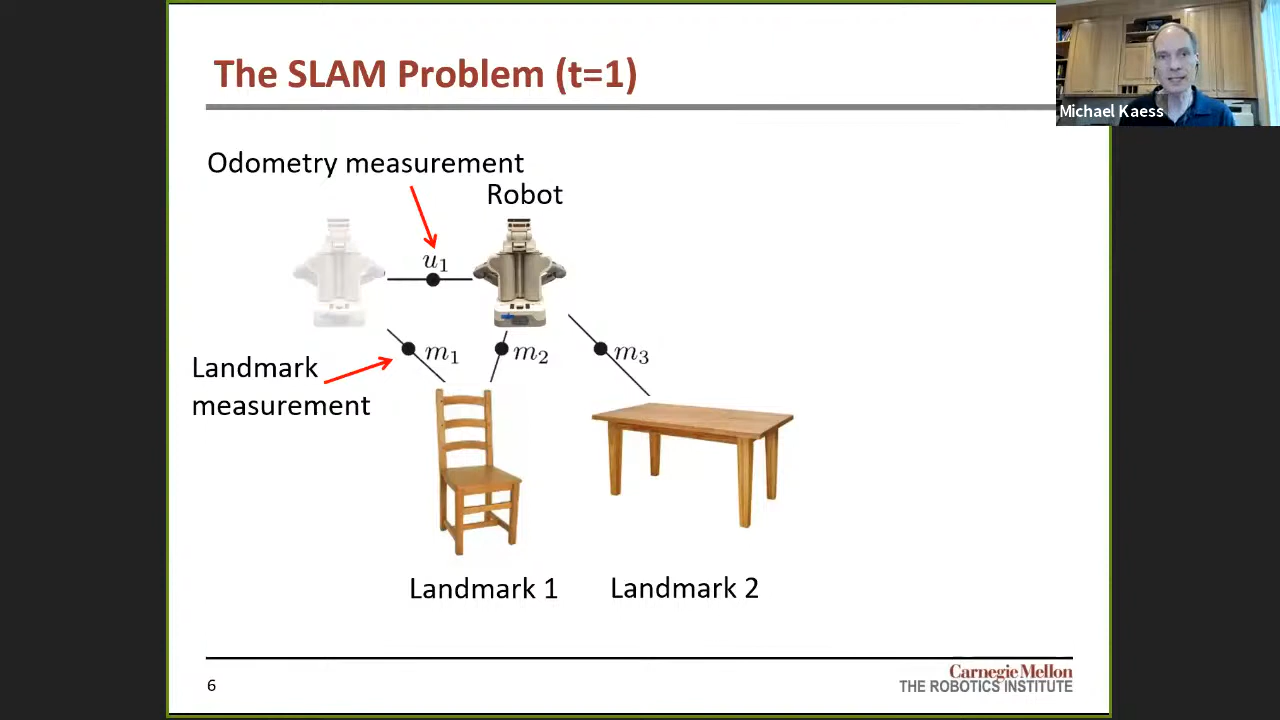 The SLAM Problem (t=1)
Michael Kaess
Odometry measurement
Robot
u1
Landmark
measurement
m1
m2
m3
Landmark 1
Landmark 2
6
Carnegie Mellon
THE ROBOTICS INSTITUTE